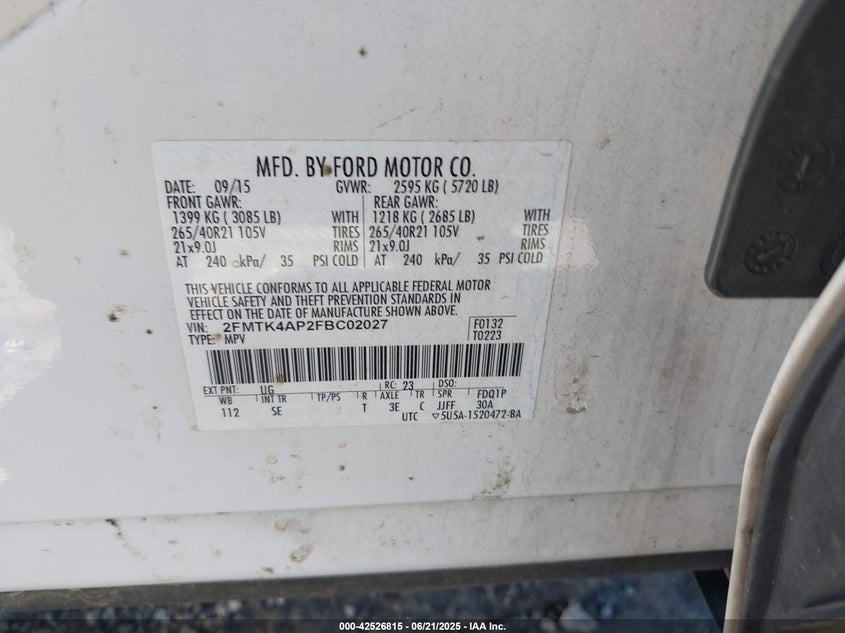 MFD. BY FORD MOTOR CO.
DATE: 09/15 GVWR: 2595 KG ( 5720 LB)
FRONT GAWR: REAR GAWR:
1399 KG ( 3085 LB) WITH 1218 KG ( 2685 LB) WITH
265/40R21 105V TIRES 265/40R21 105V TIRES
21x9.0J RIMS 21x9.0J RIMS
AT 240 kPa/ 35 PSI COLD AT 240 kPa/ 35 PSI COLD
THIS VEHICLE CONFORMS TO ALL APPLICABLE FEDERAL MOTOR
VEHICLE SAFETY AND THEFT PREVENTION STANDARDS IN
EFFECT ON THE DATE OF MANUFACTURE SHOWN ABOVE.
VIN: 2FMTK4AP2FBC02027 F0132
TYPE: MPV T0223
EXT PNT: UG RC: 23 DSO:
WB INT TR TP/PS R AXLE TR SPR FDQ1P
112 SE T 3E C JJFF 30A
UTC ▽5U5A-1520472-BA
000-42526815 - 06/21/2025 - IAA Inc.